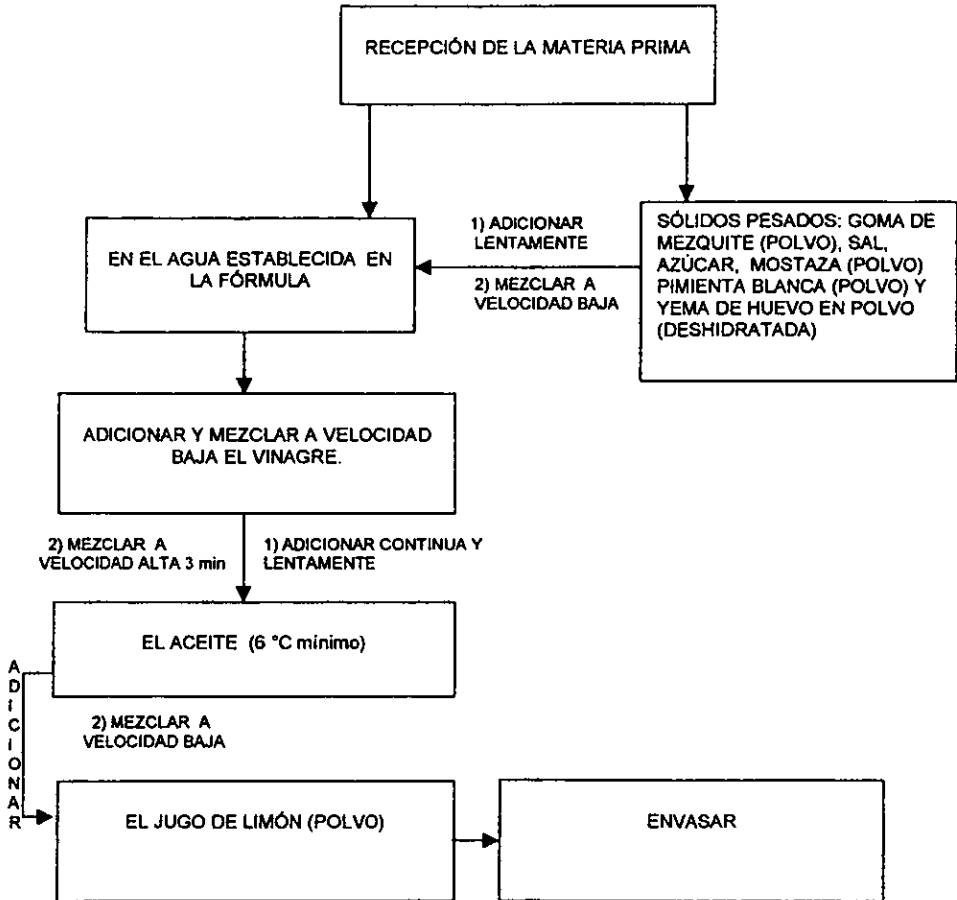 RECEPCIÓN DE LA MATERIA PRIMA
EN EL AGUA ESTABLECIDA EN
LA FÓRMULA
1) ADICIONAR
LENTAMENTE
2) MEZCLAR A
VELOCIDAD BAJA
SÓLIDOS PESADOS: GOMA DE
MEZQUITE (POLVO), SAL,
AZÚCAR, MOSTAZA (POLVO)
PIMIENTA BLANCA (POLVO) Y
YEMA DE HUEVO EN POLVO
(DESHIDRATADA)
ADICIONAR Y MEZCLAR A VELOCIDAD
BAJA EL VINAGRE.
2) MEZCLAR A
VELOCIDAD ALTA 3 min
1) ADICIONAR CONTINUA Y
LENTAMENTE
EL ACEITE (6 °C mínimo)
ADICIONAR
2) MEZCLAR A
VELOCIDAD BAJA
EL JUGO DE LIMÓN (POLVO)
ENVASAR